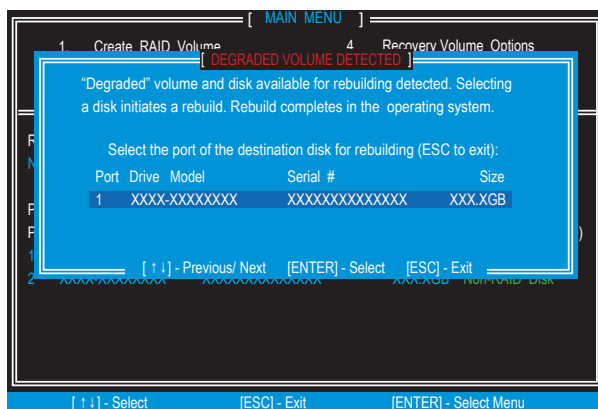 [ MAIN MENU ]
1. Create RAID Volume 4 Recovery Volume Options
[ DEGRADED VOLUME DETECTED ]
“Degraded” volume and disk available for rebuilding detected. Selecting
a disk initiates a rebuild. Rebuild completes in the operating system.
Select the port of the destination disk for rebuilding (ESC to exit):
Port Drive Model Serial # Size
1 XXXX-XXXXXXXX XXXXXXXXXXXXXX XXX.XGB
[ ↑↓] - Previous/ Next [ENTER] - Select [ESC] - Exit
2 XXXX-XXXXXXXX XXXXXXXXXXXXXX XXX.XGB Non-RAID Disk
[ ↑↓] - Select [ESC] - Exit [ENTER] - Select Menu